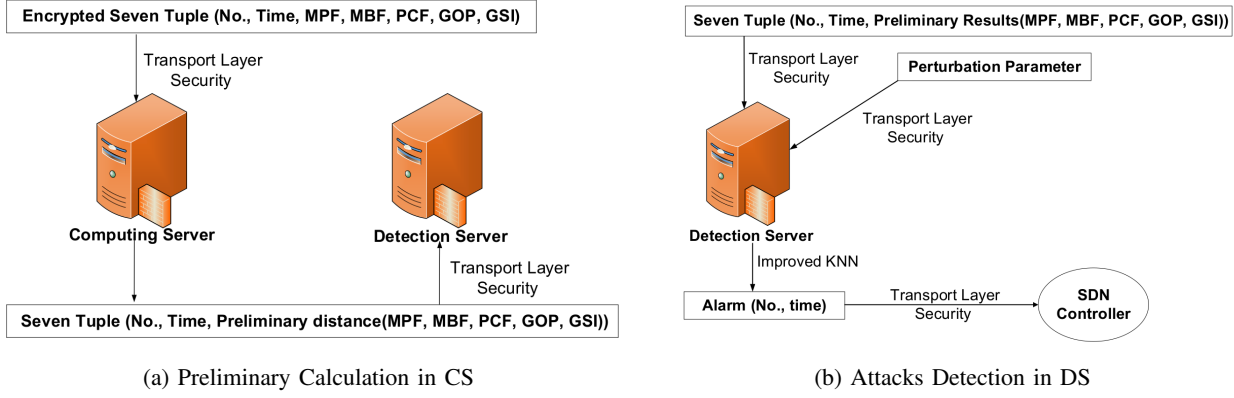 Encrypted Seven Tuple (No., Time, MPF, MBF, PCF, GOP, GSI)
Transport Layer
Security
Computing Server
Detection Server
Transport Layer
Security
Seven Tuple (No., Time, Preliminary distance(MPF, MBF, PCF, GOP, GSI))
(a) Preliminary Calculation in CS
Seven Tuple (No., Time, Preliminary Results(MPF, MBF, PCF, GOP, GSI))
Transport Layer
Security
Perturbation Parameter
Transport Layer
Security
Detection Server
Improved KNN
Alarm (No., time)
Transport Layer
Security
SDN
Controller
(b) Attacks Detection in DS